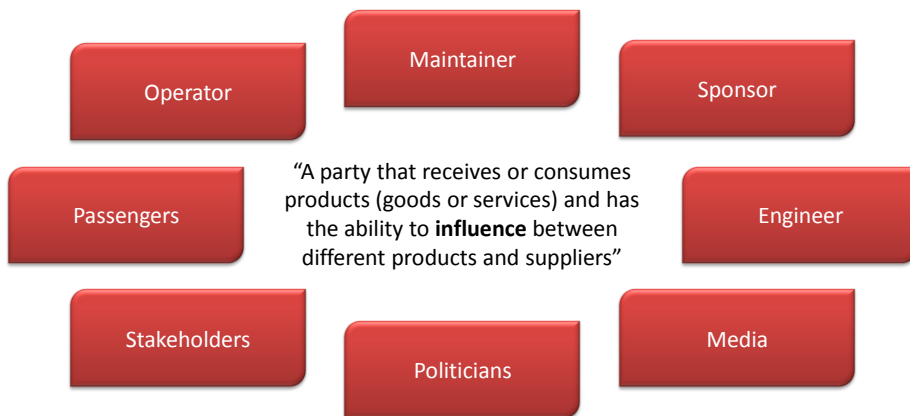 Maintainer
Operator
Sponsor
“A party that receives or consumes
products (goods or services) and has
the ability to influence between
different products and suppliers”
Passengers
Engineer
Stakeholders
Media
Politicians